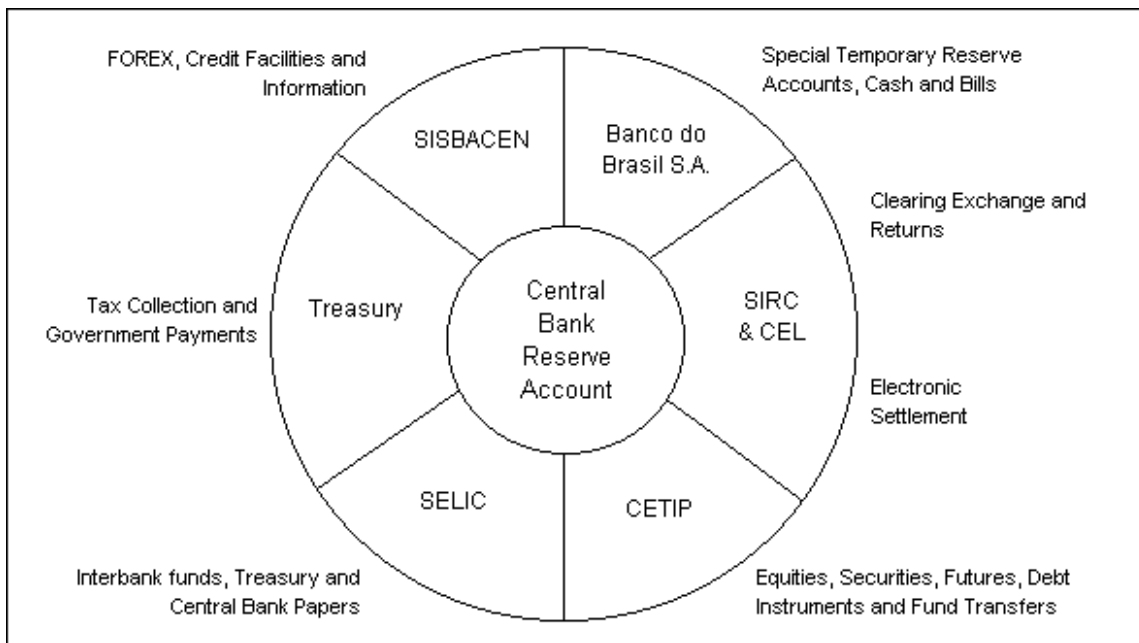 FOREX, Credit Facilities and
Information
Special Temporary Reserve
Accounts, Cash and Bills
SISBACEN
Banco do
Brasil S.A.
Clearing Exchange and
Returns
Tax Collection and
Government Payments
Treasury
Central
Bank
Reserve
Account
SIRC
& CEL
Electronic
Settlement
SELIC
CETIP
Interbank funds, Treasury and
Central Bank Papers
Equities, Securities, Futures, Debt
Instruments and Fund Transfers